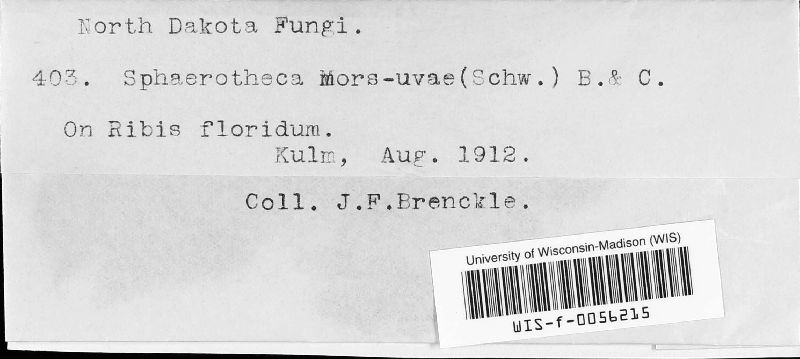 North Dakota Fungi.
403. Sphaerotheca Mors-uvae(Schw.) B.& C.
On Ribis floridum.
Kulm, Aug. 1912.
Coll. J.F.Brenckle.
University of Wisconsin-Madison (WIS)
WIS-f-0056215